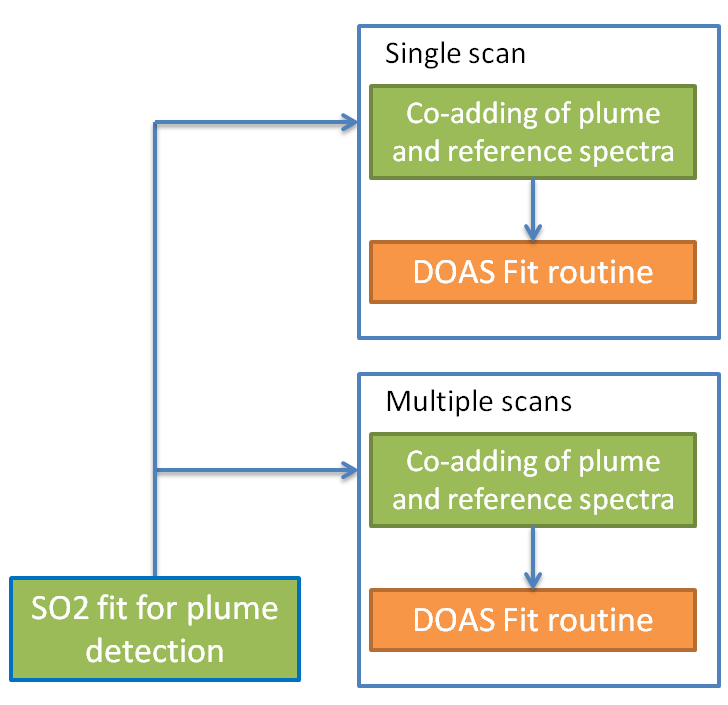 Single scan
Co-adding of plume
and reference spectra
DOAS Fit routine
Multiple scans
Co-adding of plume
and reference spectra
DOAS Fit routine
SO2 fit for plume
detection